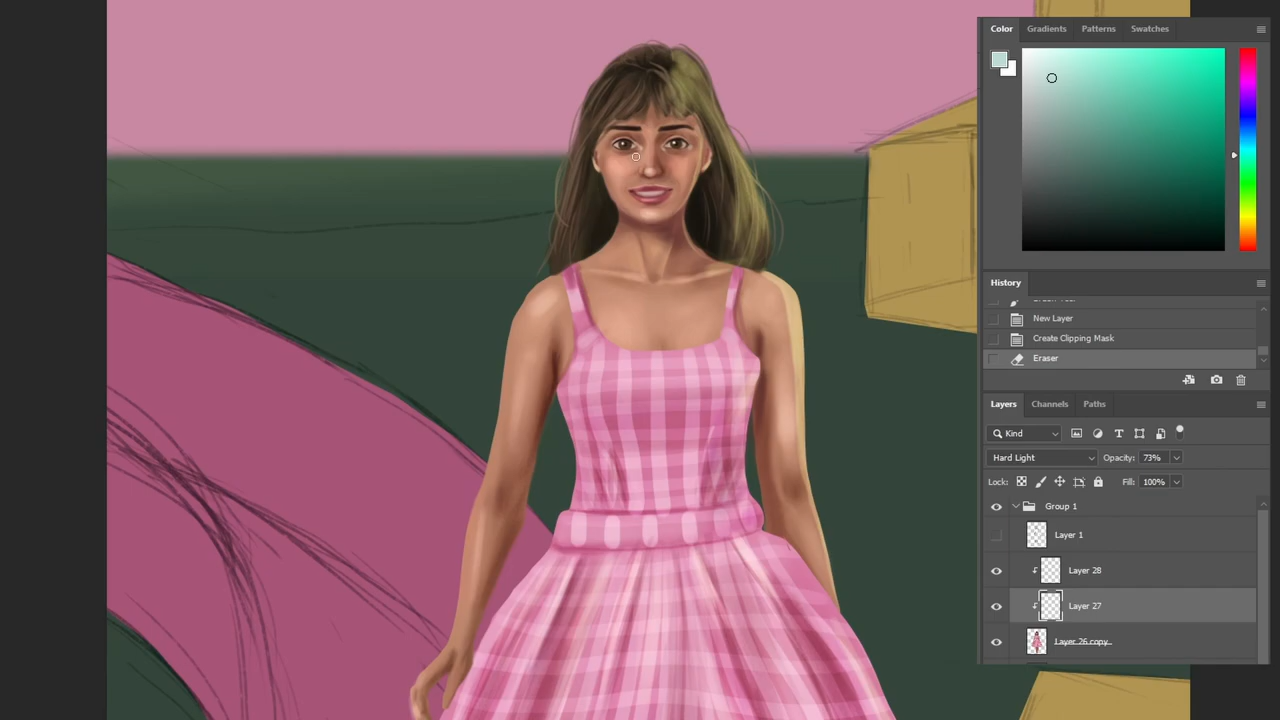 Color Gradients Patterns Swatches
History
New Layer
Create Clipping Mask
Eraser
Layers Channels Paths
Kind
Hard Light Opacity: 73%
Lock: Fill: 100%
Group 1
Layer 1
Layer 28
Layer 27
Layer 26 copy